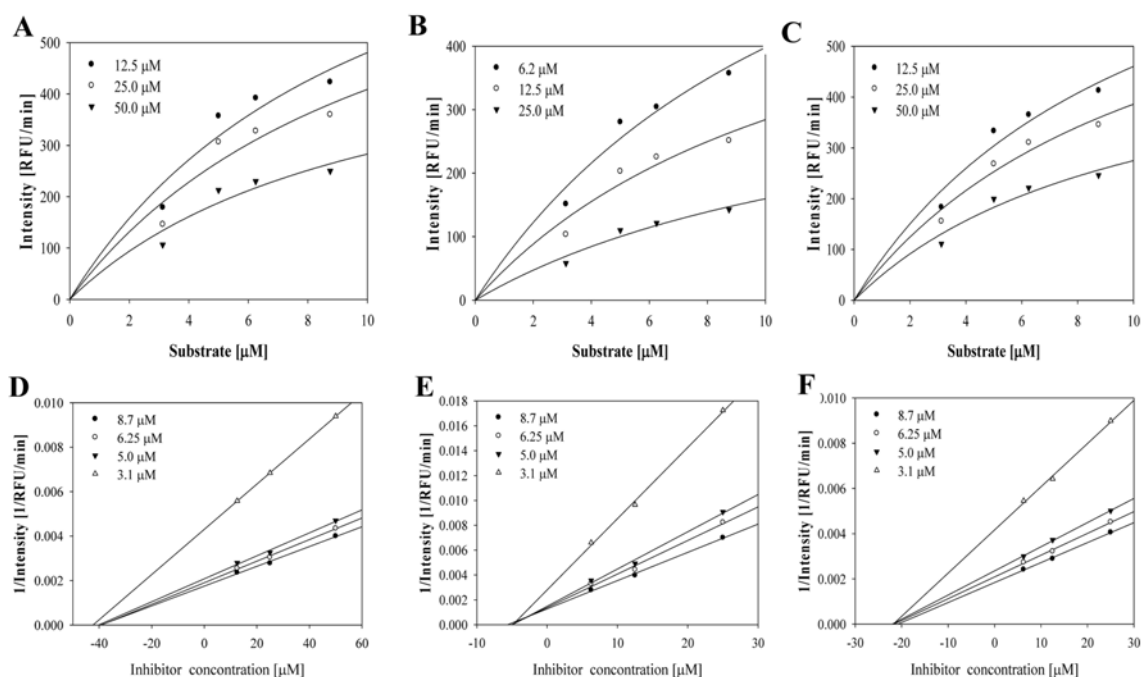 A
500
400
300
200
100
0
Intensity [RFU/min]
12.5 µM
25.0 µM
50.0 µM
0 2 4 6 8 10
Substrate [µM]
B
400
300
200
100
0
Intensity [RFU/min]
6.2 µM
12.5 µM
25.0 µM
0 2 4 6 8 10
Substrate [µM]
C
500
400
300
200
100
0
Intensity [RFU/min]
12.5 µM
25.0 µM
50.0 µM
0 2 4 6 8 10
Substrate [µM]
D
0.010
0.008
0.006
0.004
0.002
0.000
1/Intensity [1/RFU/min]
8.7 µM
6.25 µM
5.0 µM
3.1 µM
-40 -20 0 20 40 60
Inhibitor concentration [µM]
E
0.018
0.016
0.014
0.012
0.010
0.008
0.006
0.004
0.002
0.000
1/Intensity [1/RFU/min]
8.7 µM
6.25 µM
5.0 µM
3.1 µM
-10 0 10 20 30
Inhibitor concentration [µM]
F
0.010
0.008
0.006
0.004
0.002
0.000
1/Intensity [1/RFU/min]
8.7 µM
6.25 µM
5.0 µM
3.1 µM
-30 -20 -10 0 10 20 30
Inhibitor concentration [µM]